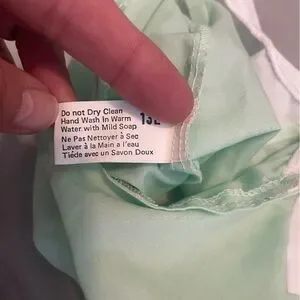 Do not Dry Clean
Hand Wash In Warm
Water with Mild Soap
Ne Pas Nettoyer à Sec
Laver à la Main a l'eau
Tiède avec un Savon Doux